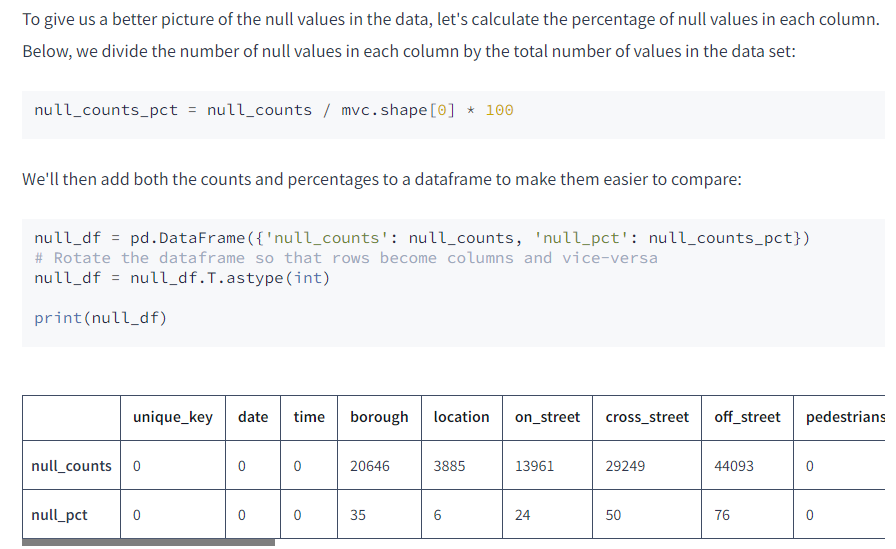 To give us a better picture of the null values in the data, let's calculate the percentage of null values in each column.
Below, we divide the number of null values in each column by the total number of values in the data set:
null_counts_pct = null_counts / mvc.shape[0] * 100
We'll then add both the counts and percentages to a dataframe to make them easier to compare:
null_df = pd.DataFrame({'null_counts': null_counts, 'null_pct': null_counts_pct})
# Rotate the dataframe so that rows become columns and vice-versa
null_df = null_df.T.astype(int)
print(null_df)
unique_key date time borough location on_street cross_street off_street pedestrians
null_counts 0 0 0 20646 3885 13961 29249 44093 0
null_pct 0 0 0 35 6 24 50 76 0